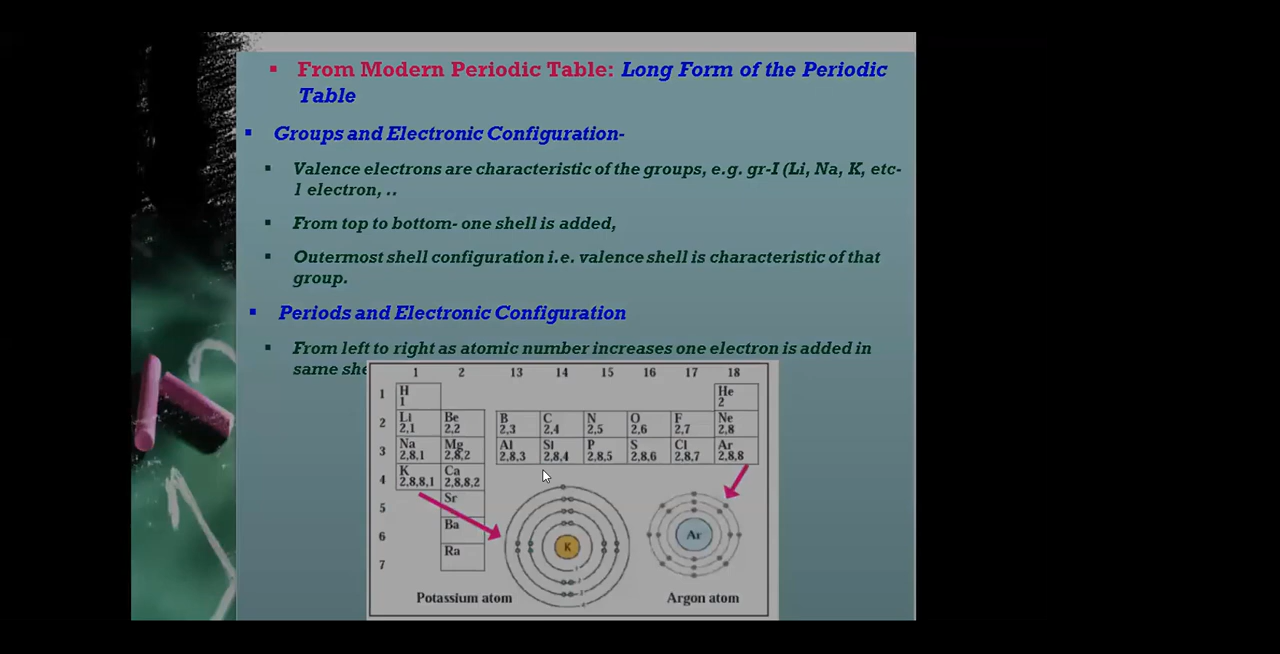 From Modern Periodic Table: Long Form of the Periodic
Table
Groups and Electronic Configuration-
Valence electrons are characteristic of the groups, e.g. gr-I (Li, Na, K, etc-
1 electron, ..
From top to bottom- one shell is added,
Outermost shell configuration i.e. valence shell is characteristic of that
group.
Periods and Electronic Configuration
From left to right as atomic number increases one electron is added in
same
1 2 13 14 15 16 17 18
1 H He
1 2
2 Li Be B C N O F Ne
2,1 2,2 2,3 2,4 2,5 2,6 2,7 2,8
3 Na Mg Al Si P S Cl Ar
2,8,1 2,8,2 2,8,3 2,8,4 2,8,5 2,8,6 2,8,7 2,8,8
4 K Ca
2,8,8,1 2,8,8,2
5 Sr
6 Ba
7 Ra
K Ar
Potassium atom Argon atom